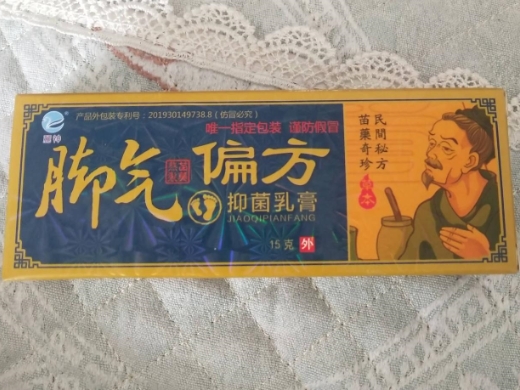 产品外包装专利号：201930149738.8（仿冒必究）
唯一指定包装 谨防假冒
脚气偏方
抑菌乳膏
JIAOQIPIANFANG
15克 外
民間秘方
苗藥奇珍